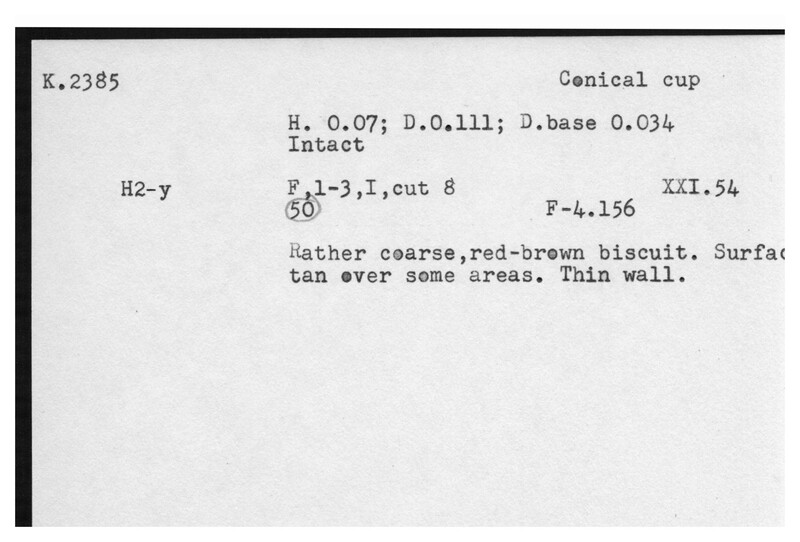 K.2385 Conical cup
H. 0.07; D.0.111; D.base 0.034
Intact
H2-y F,1-3,I,cut 8 XXI.54
50 F-4.156
Rather coarse,red-brown biscuit. Surfac
tan over some areas. Thin wall.